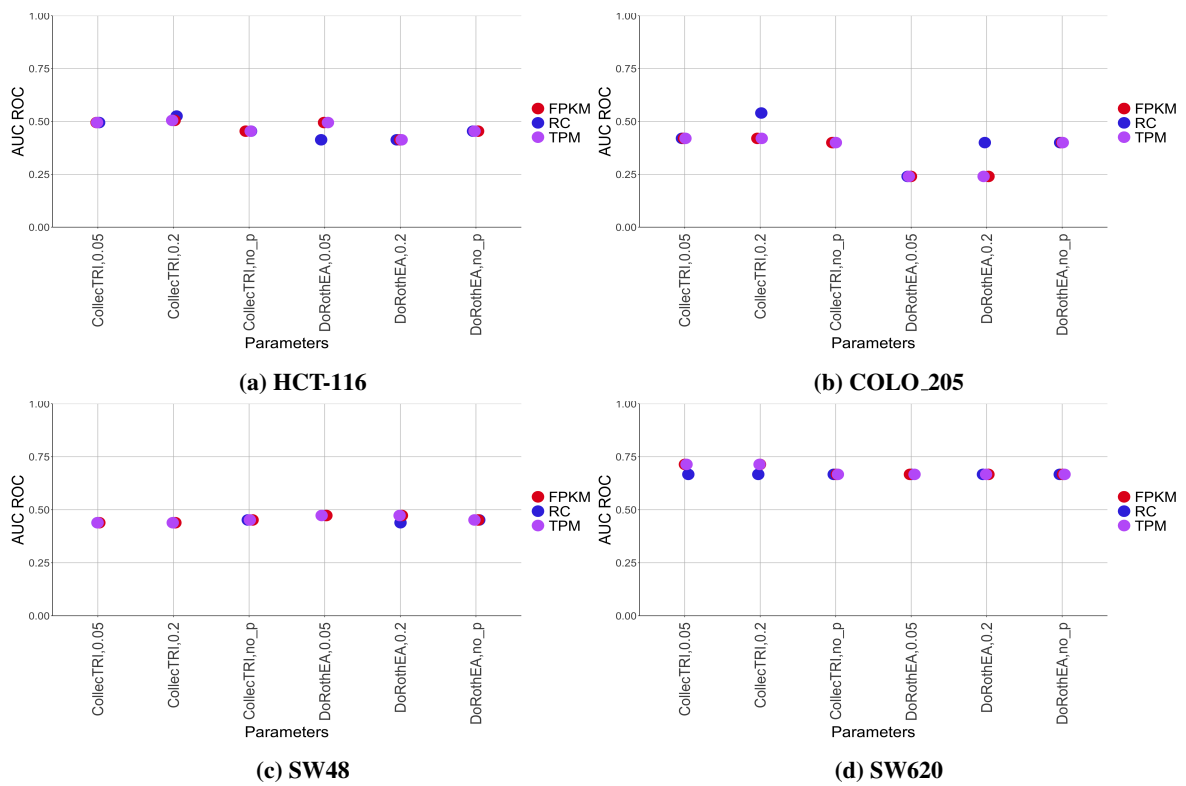 1.00
0.75
0.50
0.25
0.00
AUC ROC
CollecTRI,0.05
CollecTRI,0.2
CollecTRI,no_p
DoRothEA,0.05
DoRothEA,0.2
DoRothEA,no_p
Parameters
FPKM
RC
TPM
(a) HCT-116
1.00
0.75
0.50
0.25
0.00
AUC ROC
CollecTRI,0.05
CollecTRI,0.2
CollecTRI,no_p
DoRothEA,0.05
DoRothEA,0.2
DoRothEA,no_p
Parameters
FPKM
RC
TPM
(b) COLO_205
1.00
0.75
0.50
0.25
0.00
AUC ROC
CollecTRI,0.05
CollecTRI,0.2
CollecTRI,no_p
DoRothEA,0.05
DoRothEA,0.2
DoRothEA,no_p
Parameters
FPKM
RC
TPM
(c) SW48
1.00
0.75
0.50
0.25
0.00
AUC ROC
CollecTRI,0.05
CollecTRI,0.2
CollecTRI,no_p
DoRothEA,0.05
DoRothEA,0.2
DoRothEA,no_p
Parameters
FPKM
RC
TPM
(d) SW620